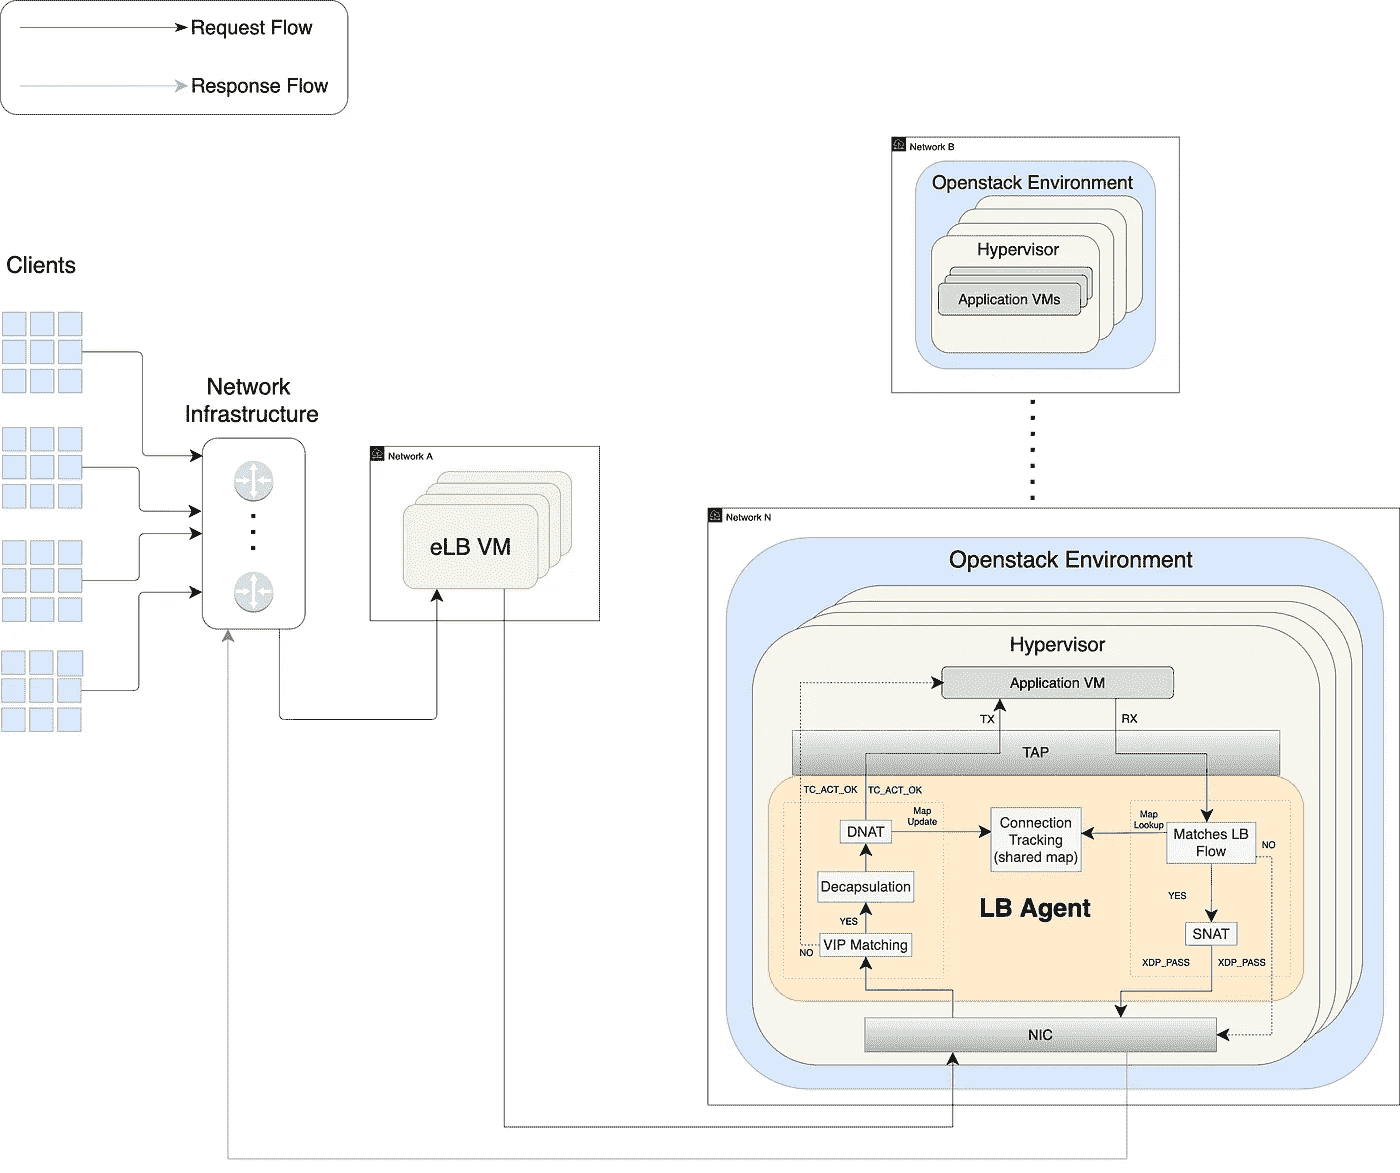 Request Flow
Response Flow
Network B
Openstack Environment
Hypervisor
Application VMs
Clients
Network
Infrastructure
Network A
eLB VM
Network N
Openstack Environment
Hypervisor
Application VM
TX
RX
TAP
TC_ACT_OK
TC_ACT_OK
DNAT
Map
Update
Connection
Tracking
(shared map)
Map
Lookup
Matches LB
Flow
NO
Decapsulation
YES
LB Agent
YES
VIP Matching
NO
SNAT
XDP_PASS
XDP_PASS
NIC